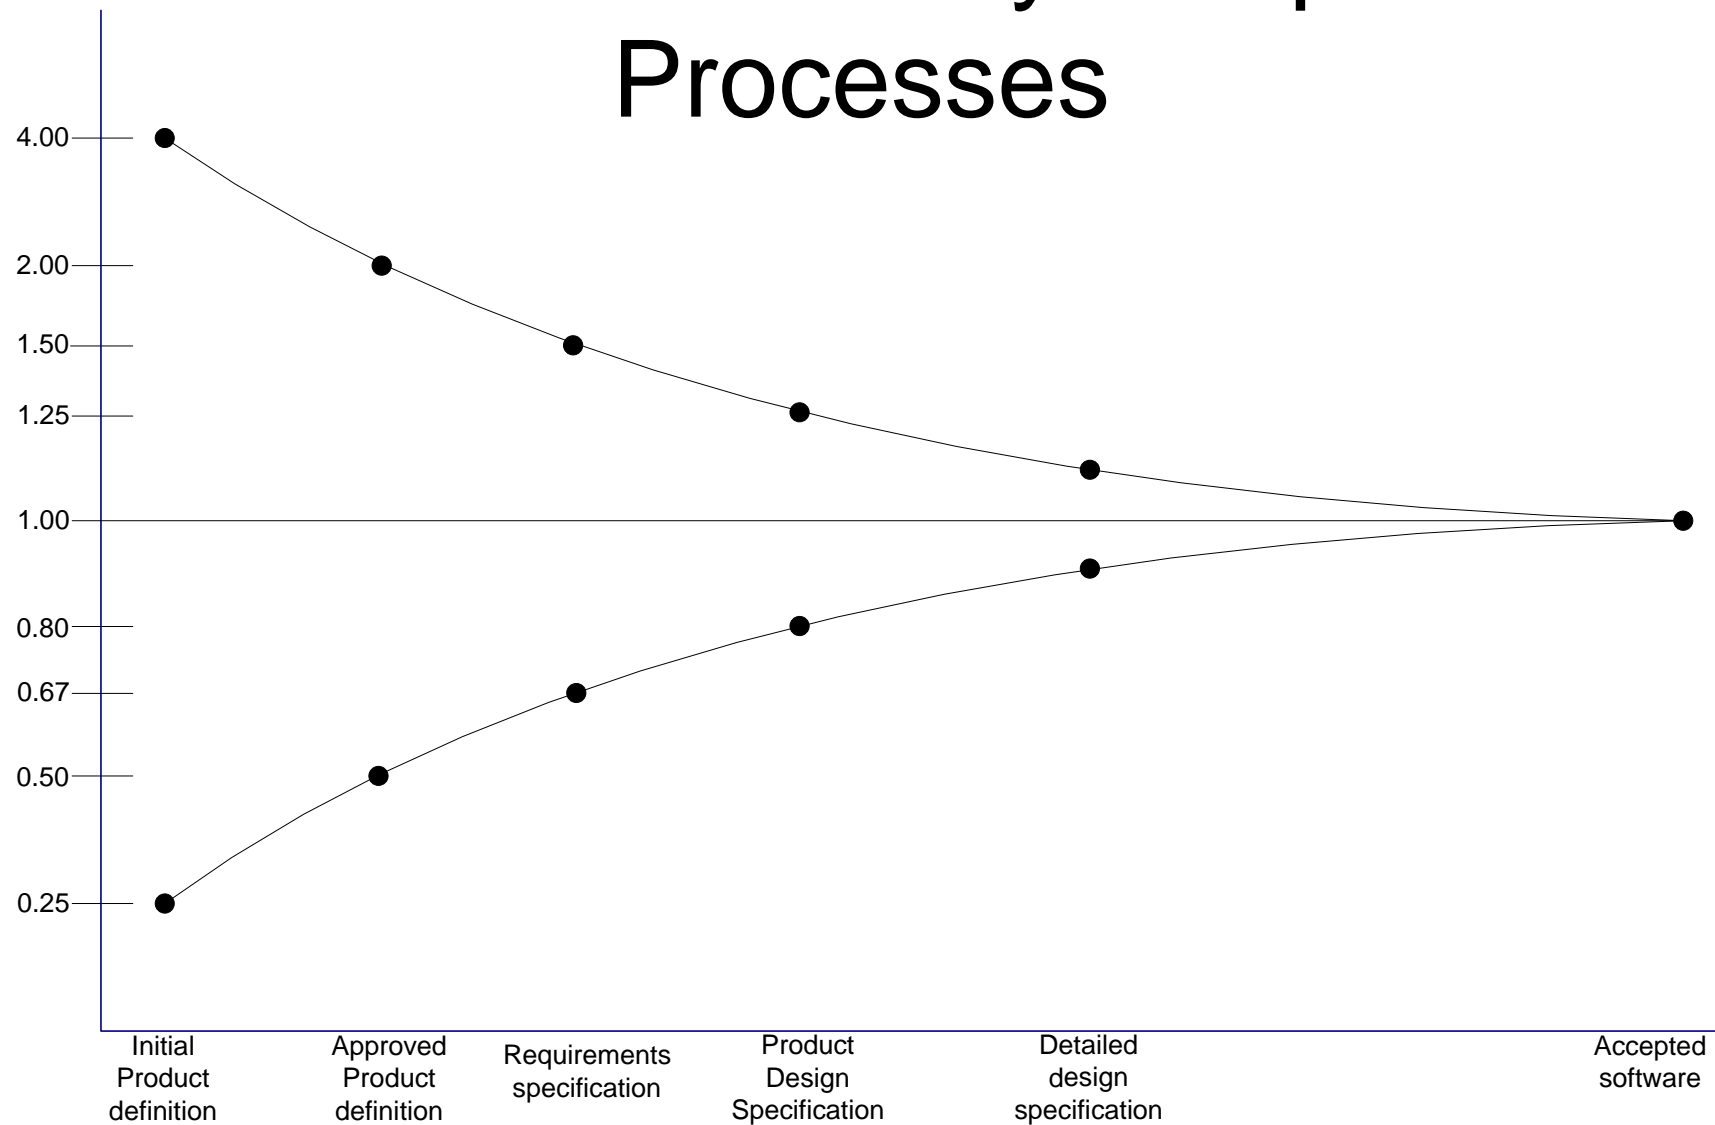 Processes
4.00
2.00
1.50
1.25
1.00
0.80
0.67
0.50
0.25
Initial
Product
definition
Approved
Product
definition
Requirements
specification
Product
Design
Specification
Detailed
design
specification
Accepted
software